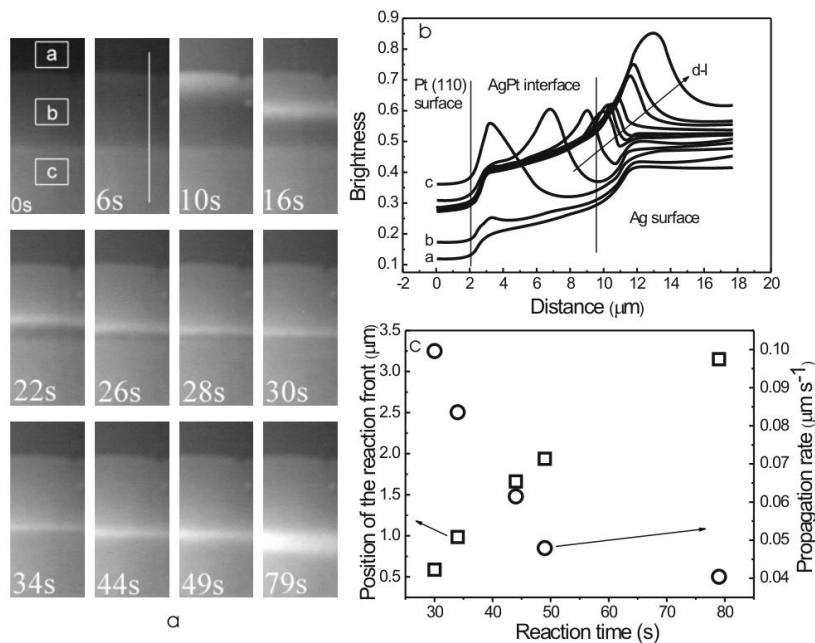 a
b
c
0s
6s
10s
16s
22s
26s
28s
30s
34s
44s
49s
79s
a
b
0.9
0.8
0.7
0.6
0.5
0.4
0.3
0.2
0.1
Brightness
Pt (110)
surface
AgPt interface
d-l
Ag surface
c
b
a
-2 0 2 4 6 8 10 12 14 16 18 20
Distance (μm)
c
3.5
3.0
2.5
2.0
1.5
1.0
0.5
Position of the reaction front (μm)
0.10
0.09
0.08
0.07
0.06
0.05
0.04
Propagation rate (μm s-1)
30 40 50 60 70 80
Reaction time (s)